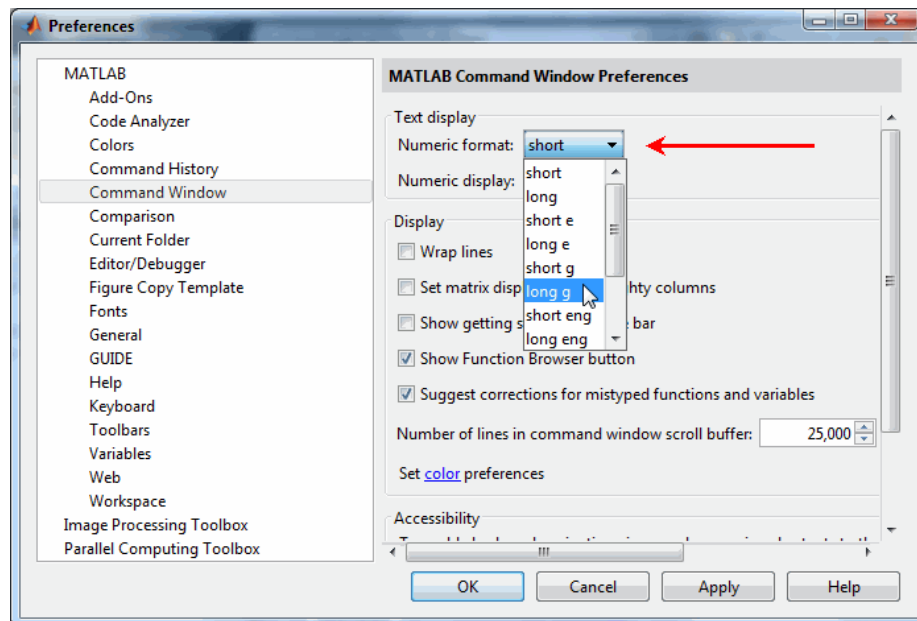 Preferences
MATLAB
Add-Ons
Code Analyzer
Colors
Command History
Command Window
Comparison
Current Folder
Editor/Debugger
Figure Copy Template
Fonts
General
GUIDE
Help
Keyboard
Toolbars
Variables
Web
Workspace
Image Processing Toolbox
Parallel Computing Toolbox
MATLAB Command Window Preferences
Text display
Numeric format: short
Numeric display:
short
long
short e
long e
short g
long g
short eng
long eng
Display
Wrap lines
Set matrix disp ghty columns
Show getting s bar
Show Function Browser button
Suggest corrections for mistyped functions and variables
Number of lines in command window scroll buffer: 25,000
Set color preferences
Accessibility
OK Cancel Apply Help